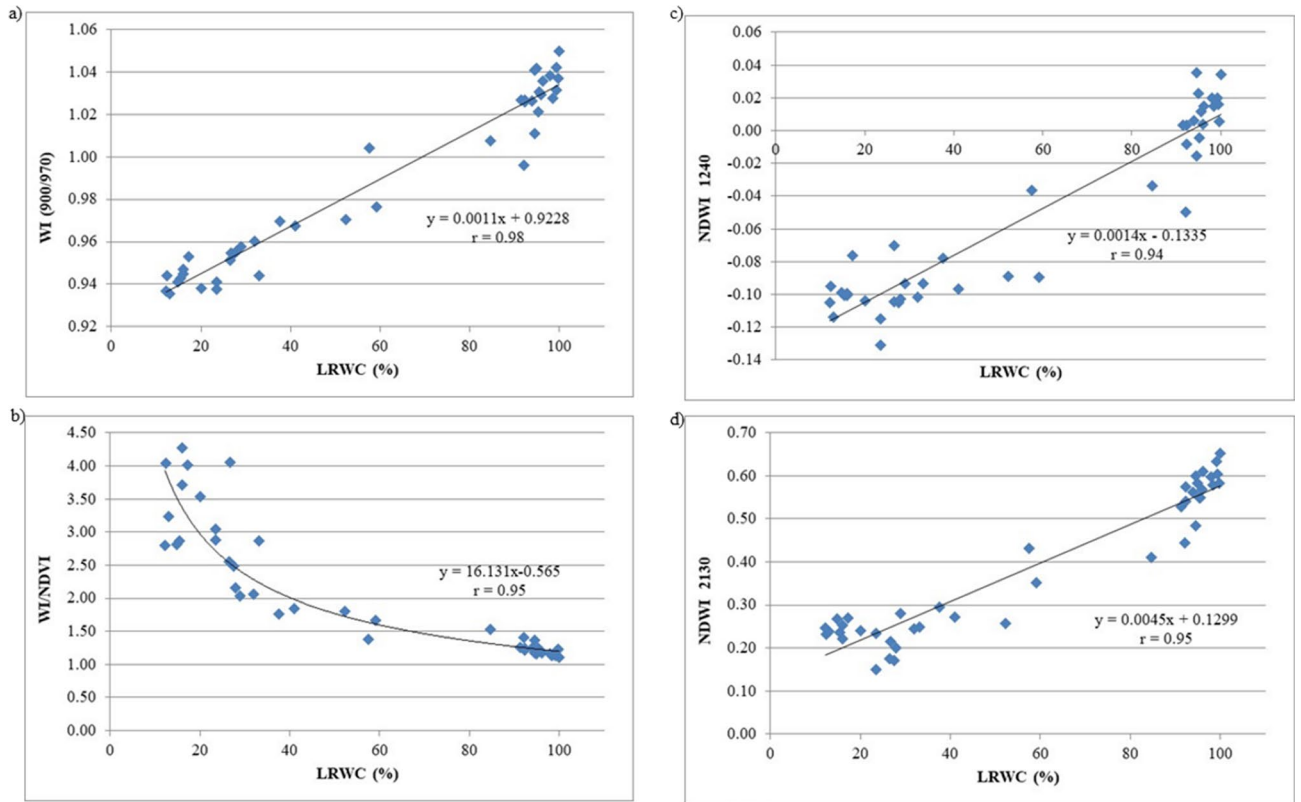 a)
1.06
1.04
1.02
1.00
0.98
0.96
0.94
0.92
WI (900/970)
y = 0.0011x + 0.9228
r = 0.98
0 20 40 60 80 100
LRWC (%)
b)
4.50
4.00
3.50
3.00
2.50
2.00
1.50
1.00
0.50
0.00
WI/NDVI
y = 16.131x-0.565
r = 0.95
0 20 40 60 80 100
LRWC (%)
c)
0.06
0.04
0.02
0.00
-0.02
-0.04
-0.06
-0.08
-0.10
-0.12
-0.14
NDWI 1240
0 20 40 60 80 100
y = 0.0014x - 0.1335
r = 0.94
LRWC (%)
d)
0.70
0.60
0.50
0.40
0.30
0.20
0.10
0.00
NDWI 2130
y = 0.0045x + 0.1299
r = 0.95
0 20 40 60 80 100
LRWC (%)